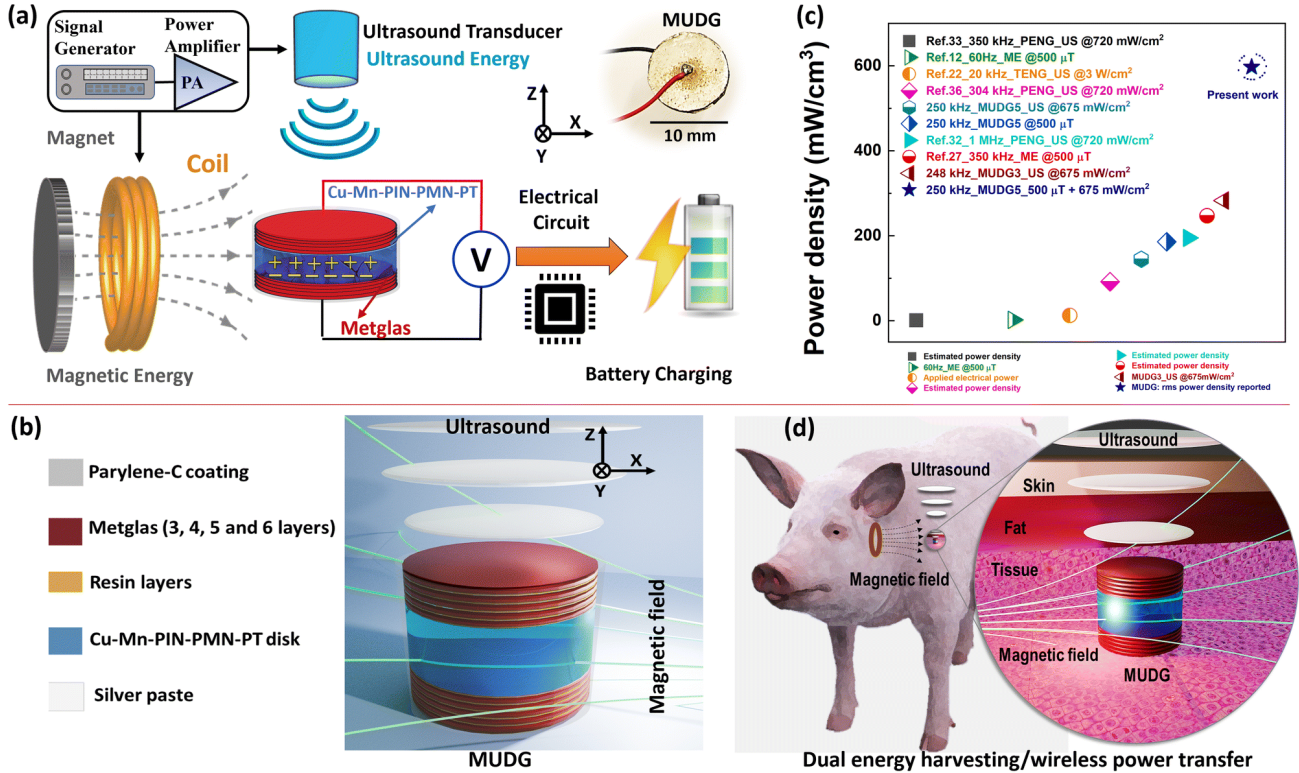 (a)
Signal
Generator
Power
Amplifier
PA
Ultrasound Transducer
Ultrasound Energy
MUDG
10 mm
Z
X
Y
Magnet
Coil
Cu-Mn-PIN-PMN-PT
+ + + + + +
− − − − − −
Metglas
V
Electrical
Circuit
Magnetic Energy
Battery Charging
(c)
Power density (mW/cm³)
600
400
200
0
Ref.33_350 kHz_PENG_US @720 mW/cm²
Ref.12_60Hz_ME @500 µT
Ref.22_20 kHz_TENG_US @3 W/cm²
Ref.36_304 kHz_PENG_US @720 mW/cm²
250 kHz_MUDG5_US @675 mW/cm²
250 kHz_MUDG5 @500 µT
Ref.32_1 MHz_PENG_US @720 mW/cm²
Ref.27_350 kHz_ME @500 µT
248 kHz_MUDG3_US @675 mW/cm²
250 kHz_MUDG5_500 µT + 675 mW/cm²
Present work
Estimated power density
60Hz_ME @500 µT
Applied electrical power
Estimated power density
Estimated power density
Estimated power density
MUDG3_US @675mW/cm²
MUDG: rms power density reported
(b)
Parylene-C coating
Metglas (3, 4, 5 and 6 layers)
Resin layers
Cu-Mn-PIN-PMN-PT disk
Silver paste
Ultrasound
Z
X
Y
Magnetic field
MUDG
(d)
Ultrasound
Magnetic field
Ultrasound
Skin
Fat
Tissue
Magnetic field
MUDG
Dual energy harvesting/wireless power transfer